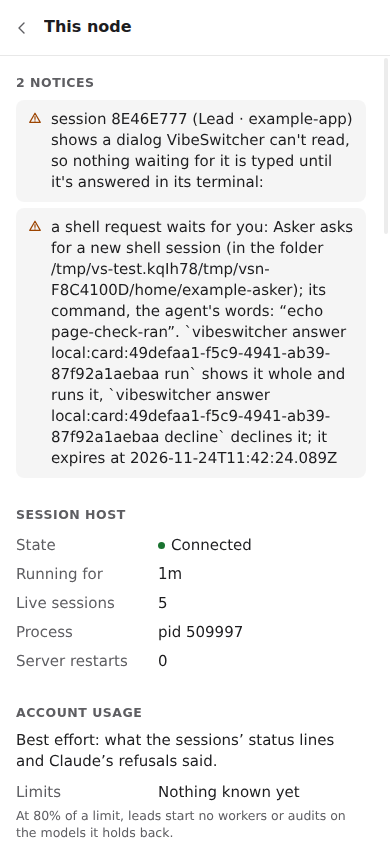 This node
2 NOTICES
session 8E46E777 (Lead · example-app)
shows a dialog VibeSwitcher can't read,
so nothing waiting for it is typed until
it's answered in its terminal:
a shell request waits for you: Asker asks
for a new shell session (in the folder
/tmp/vs-test.kqlh78/tmp/vsn-
F8C4100D/home/example-asker); its
command, the agent's words: “echo
page-check-ran”. `vibeswitcher answer
local:card:49defaa1-f5c9-4941-ab39-
87f92a1aebaa run` shows it whole and
runs it, `vibeswitcher answer
local:card:49defaa1-f5c9-4941-ab39-
87f92a1aebaa decline` declines it; it
expires at 2026-11-24T11:42:24.089Z
SESSION HOST
State Connected
Running for 1m
Live sessions 5
Process pid 509997
Server restarts 0
ACCOUNT USAGE
Best effort: what the sessions’ status lines
and Claude’s refusals said.
Limits Nothing known yet
At 80% of a limit, leads start no workers or audits on
the models it holds back.